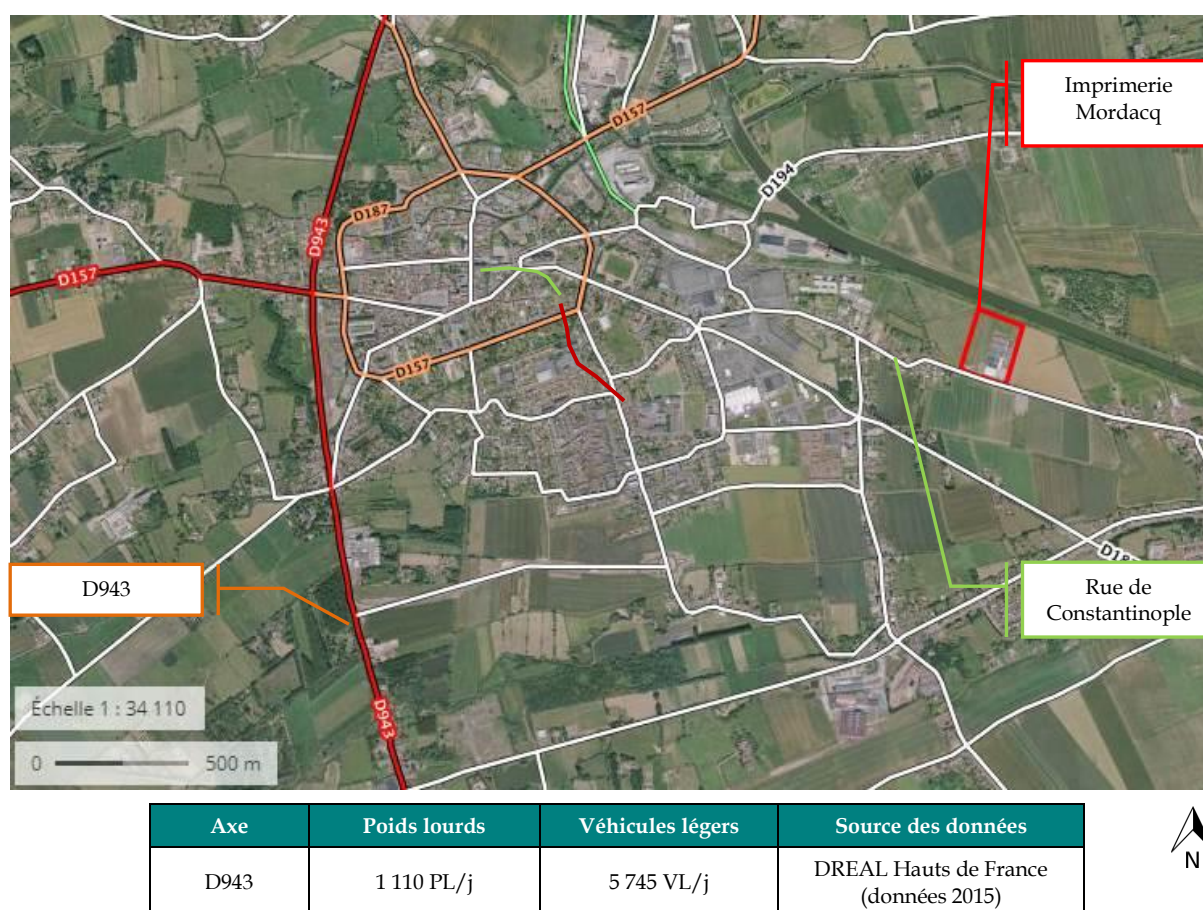 Imprimerie
Mordacq
D157
D194
D187
D943
D157
D157
D18
D943
Rue de
Constantinople
D943
Échelle 1 : 34 110
0 500 m
Axe Poids lourds Véhicules légers Source des données
D943 1 110 PL/j 5 745 VL/j DREAL Hauts de France
(données 2015)
N